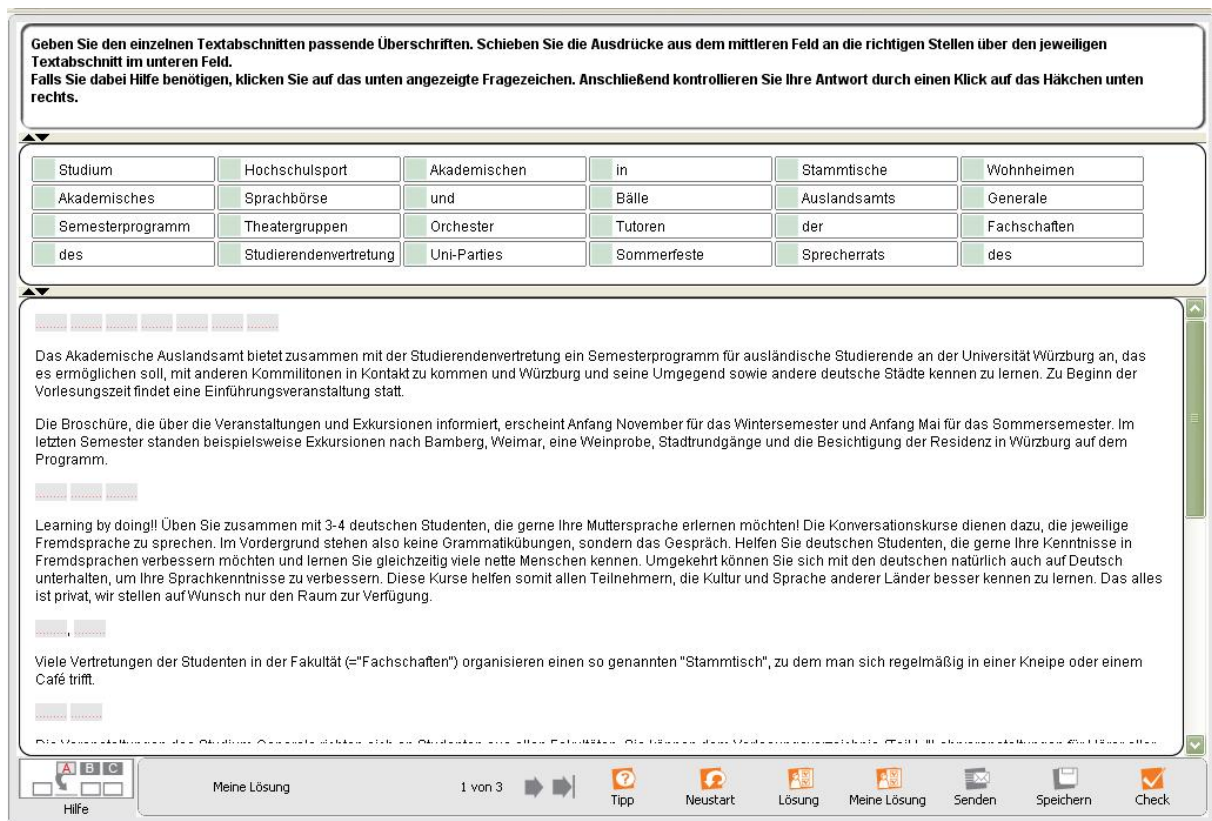 Geben Sie den einzelnen Textabschnitten passende Überschriften. Schieben Sie die Ausdrücke aus dem mittleren Feld an die richtigen Stellen über den jeweiligen
Textabschnitt im unteren Feld.
Falls Sie dabei Hilfe benötigen, klicken Sie auf das unten angezeigte Fragezeichen. Anschließend kontrollieren Sie Ihre Antwort durch einen Klick auf das Häkchen unten
rechts.
Studium Hochschulsport Akademischen in Stammtische Wohnheimen
Akademisches Sprachbörse und Bälle Auslandsamts Generale
Semesterprogramm Theatergruppen Orchester Tutoren der Fachschaften
des Studierendenvertretung Uni-Parties Sommerfeste Sprecherrats des
........ ........ ........ ........ ........ ........ ........
Das Akademische Auslandsamt bietet zusammen mit der Studierendenvertretung ein Semesterprogramm für ausländische Studierende an der Universität Würzburg an, das
es ermöglichen soll, mit anderen Kommilitonen in Kontakt zu kommen und Würzburg und seine Umgegend sowie andere deutsche Städte kennen zu lernen. Zu Beginn der
Vorlesungszeit findet eine Einführungsveranstaltung statt.
Die Broschüre, die über die Veranstaltungen und Exkursionen informiert, erscheint Anfang November für das Wintersemester und Anfang Mai für das Sommersemester. Im
letzten Semester standen beispielsweise Exkursionen nach Bamberg, Weimar, eine Weinprobe, Stadtrundgänge und die Besichtigung der Residenz in Würzburg auf dem
Programm.
........ ........ ........
Learning by doing!! Üben Sie zusammen mit 3-4 deutschen Studenten, die gerne Ihre Muttersprache erlernen möchten! Die Konversationskurse dienen dazu, die jeweilige
Fremdsprache zu sprechen. Im Vordergrund stehen also keine Grammatikübungen, sondern das Gespräch. Helfen Sie deutschen Studenten, die gerne Ihre Kenntnisse in
Fremdsprachen verbessern möchten und lernen Sie gleichzeitig viele nette Menschen kennen. Umgekehrt können Sie sich mit den deutschen natürlich auch auf Deutsch
unterhalten, um Ihre Sprachkenntnisse zu verbessern. Diese Kurse helfen somit allen Teilnehmern, die Kultur und Sprache anderer Länder besser kennen zu lernen. Das alles
ist privat, wir stellen auf Wunsch nur den Raum zur Verfügung.
........, ........
Viele Vertretungen der Studenten in der Fakultät (="Fachschaften") organisieren einen so genannten "Stammtisch", zu dem man sich regelmäßig in einer Kneipe oder einem
Café trifft.
........ ........
A B C
Hilfe Meine Lösung 1 von 3 Tipp Neustart Lösung Meine Lösung Senden Speichern Check